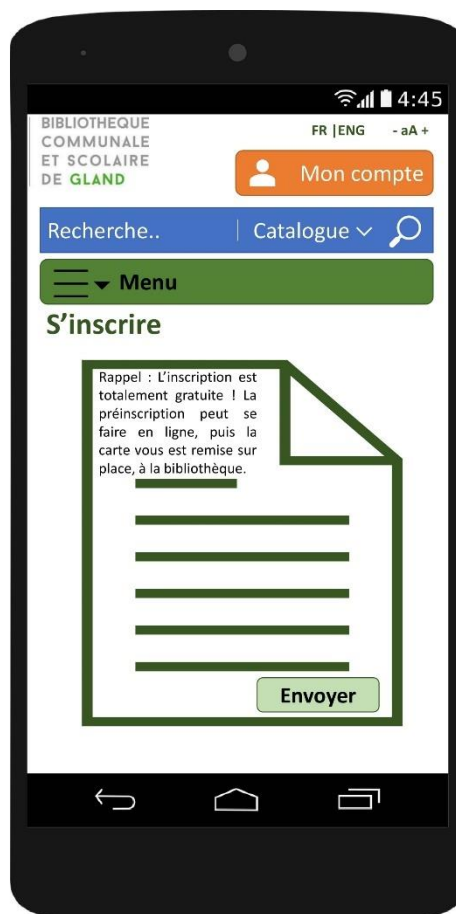 4:45
BIBLIOTHEQUE
COMMUNALE
ET SCOLAIRE
DE GLAND
FR |ENG - aA +
Mon compte
Recherche.. | Catalogue
Menu
S'inscrire
Rappel : L'inscription est
totalement gratuite ! La
préinscription peut se
faire en ligne, puis la
carte vous est remise sur
place, à la bibliothèque.
Envoyer